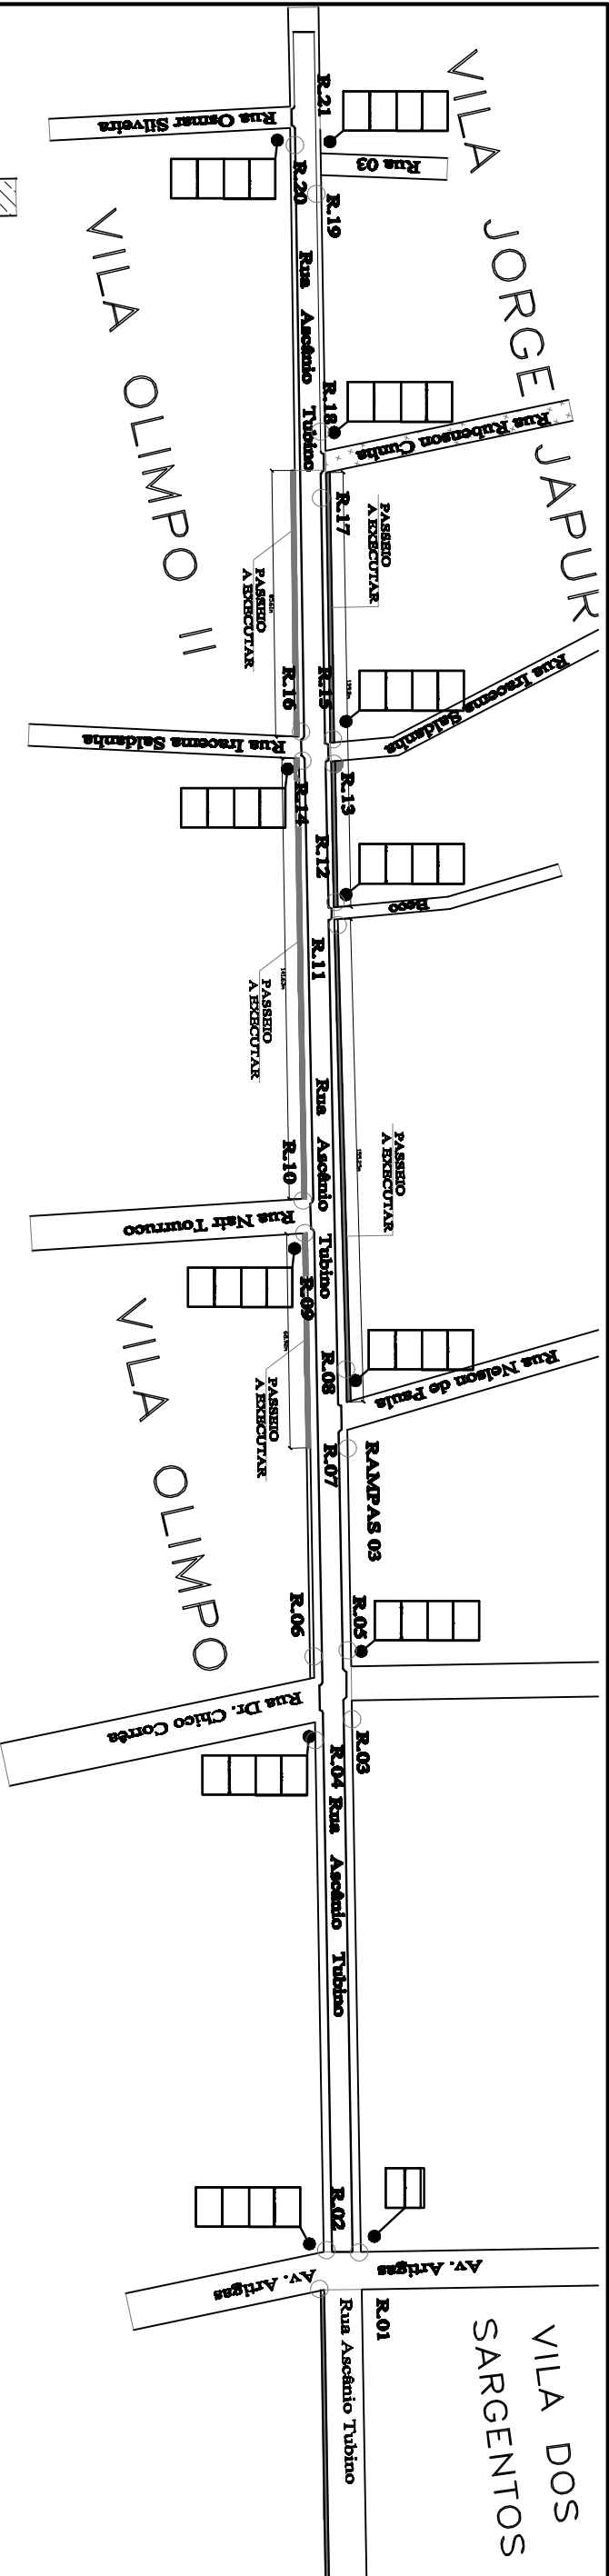 VILA JORGE JAPUR
R.21
Rua Osmar Silveira
Rua 03
R.20
R.19
VILA OLIMPO II
Rua Ascânio Tubino
R.18
Rua Rubenson Cunha
R.17
PASSEIO
A EXECUTAR
PASSEIO
A EXECUTAR
R.16
R.15
Rua Iracema Saldanha
Rua Iracema Saldanha
R.14
R.13
R.12
Beco
R.11
PASSEIO
A EXECUTAR
Rua Ascânio Tubino
PASSEIO
A EXECUTAR
R.10
Rua Nair Tourruco
R.09
VILA OLIMPO
R.08
Rua Nelson de Paula
PASSEIO
A EXECUTAR
R.07
RAMPAS 03
R.06
R.05
Rua Dr. Chico Corrêa
R.03
R.04
Rua Ascânio Tubino
R.02
Av. Artigas
Av. Artigas
R.01
Rua Ascânio Tubino
VILA DOS
SARGENTOS